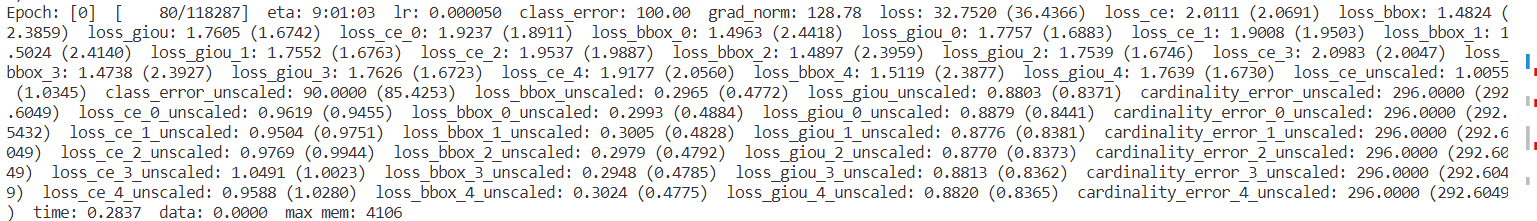 Epoch: [0]  [    80/118287]  eta: 9:01:03  lr: 0.000050  class_error: 100.00  grad_norm: 128.78  loss: 32.7520 (36.4366)  loss_ce: 2.0111 (2.0691)  loss_bbox: 1.4824 (
2.3859)  loss_giou: 1.7605 (1.6742)  loss_ce_0: 1.9237 (1.8911)  loss_bbox_0: 1.4963 (2.4418)  loss_giou_0: 1.7757 (1.6883)  loss_ce_1: 1.9008 (1.9503)  loss_bbox_1: 1
.5024 (2.4140)  loss_giou_1: 1.7552 (1.6763)  loss_ce_2: 1.9537 (1.9887)  loss_bbox_2: 1.4897 (2.3959)  loss_giou_2: 1.7539 (1.6746)  loss_ce_3: 2.0983 (2.0047)  loss_
bbox_3: 1.4738 (2.3927)  loss_giou_3: 1.7626 (1.6723)  loss_ce_4: 1.9177 (2.0560)  loss_bbox_4: 1.5119 (2.3877)  loss_giou_4: 1.7639 (1.6730)  loss_ce_unscaled: 1.0055
 (1.0345)  class_error_unscaled: 90.0000 (85.4253)  loss_bbox_unscaled: 0.2965 (0.4772)  loss_giou_unscaled: 0.8803 (0.8371)  cardinality_error_unscaled: 296.0000 (292
.6049)  loss_ce_0_unscaled: 0.9619 (0.9455)  loss_bbox_0_unscaled: 0.2993 (0.4884)  loss_giou_0_unscaled: 0.8879 (0.8441)  cardinality_error_0_unscaled: 296.0000 (292.
5432)  loss_ce_1_unscaled: 0.9504 (0.9751)  loss_bbox_1_unscaled: 0.3005 (0.4828)  loss_giou_1_unscaled: 0.8776 (0.8381)  cardinality_error_1_unscaled: 296.0000 (292.6
049)  loss_ce_2_unscaled: 0.9769 (0.9944)  loss_bbox_2_unscaled: 0.2979 (0.4792)  loss_giou_2_unscaled: 0.8770 (0.8373)  cardinality_error_2_unscaled: 296.0000 (292.60
49)  loss_ce_3_unscaled: 1.0491 (1.0023)  loss_bbox_3_unscaled: 0.2948 (0.4785)  loss_giou_3_unscaled: 0.8813 (0.8362)  cardinality_error_3_unscaled: 296.0000 (292.604
9)  loss_ce_4_unscaled: 0.9588 (1.0280)  loss_bbox_4_unscaled: 0.3024 (0.4775)  loss_giou_4_unscaled: 0.8820 (0.8365)  cardinality_error_4_unscaled: 296.0000 (292.6049
)  time: 0.2837  data: 0.0000  max mem: 4106